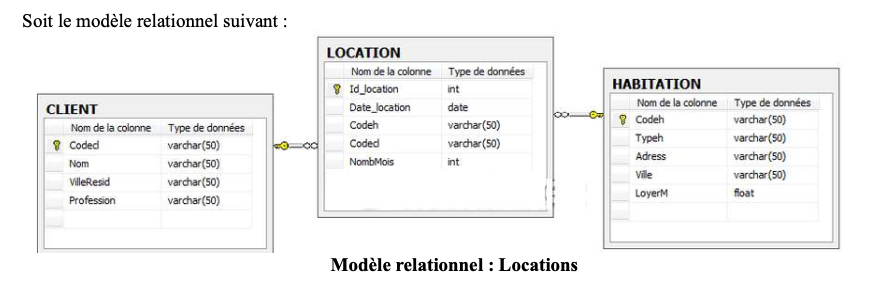 Soit le modèle relationnel suivant :
LOCATION
Nom de la colonne Type de données
Id_location int
Date_location date
Codeh varchar(50)
Codecl varchar(50)
NombMois int
CLIENT
Nom de la colonne Type de données
Codecl varchar(50)
Nom varchar(50)
VilleResid varchar(50)
Profession varchar(50)
HABITATION
Nom de la colonne Type de données
Codeh varchar(50)
Typeh varchar(50)
Adress varchar(50)
Ville varchar(50)
LoyerM float
Modèle relationnel : Locations